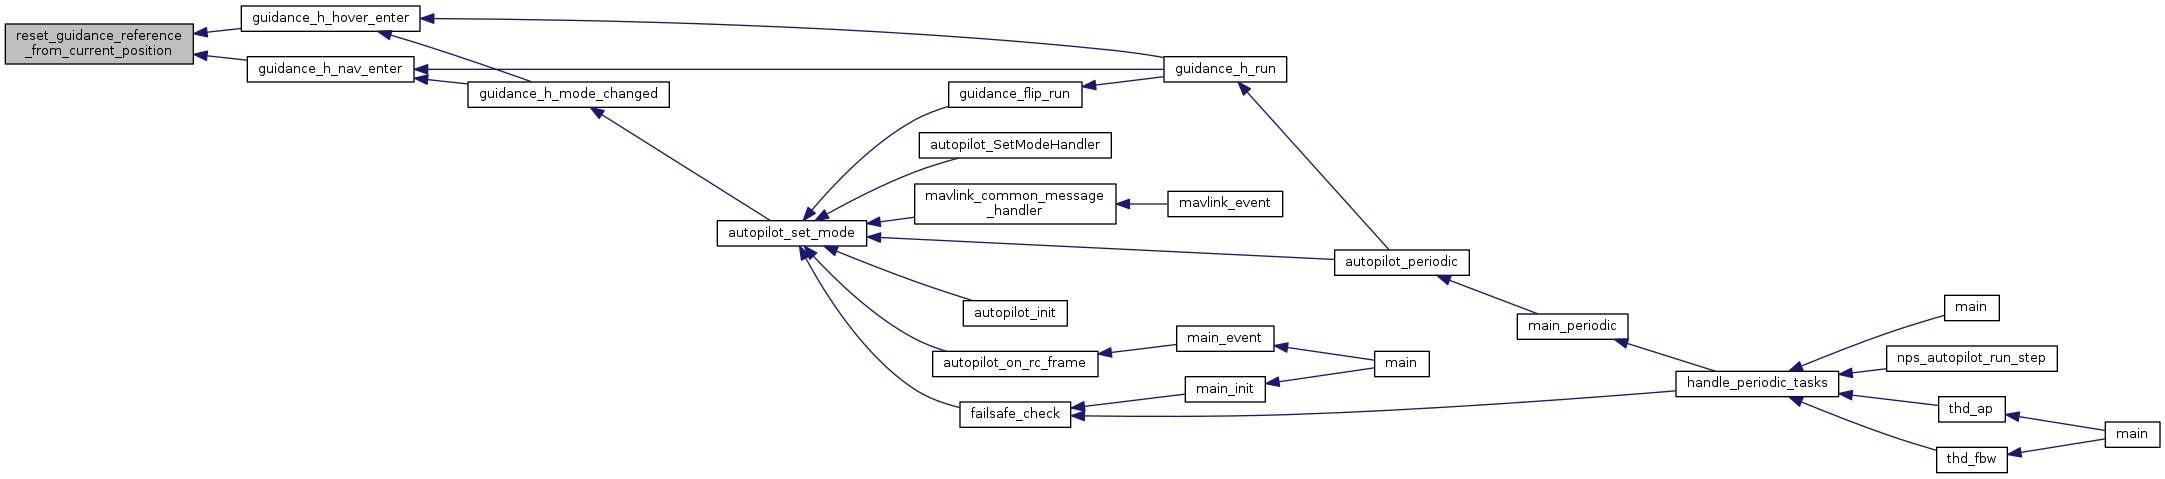 reset_guidance_reference
_from_current_position
guidance_h_hover_enter
guidance_h_nav_enter
guidance_h_mode_changed
autopilot_set_mode
guidance_flip_run
autopilot_SetModeHandler
mavlink_common_message
_handler
autopilot_init
autopilot_on_rc_frame
failsafe_check
guidance_h_run
mavlink_event
main_event
main_init
autopilot_periodic
main
main_periodic
handle_periodic_tasks
main
nps_autopilot_run_step
thd_ap
thd_fbw
main